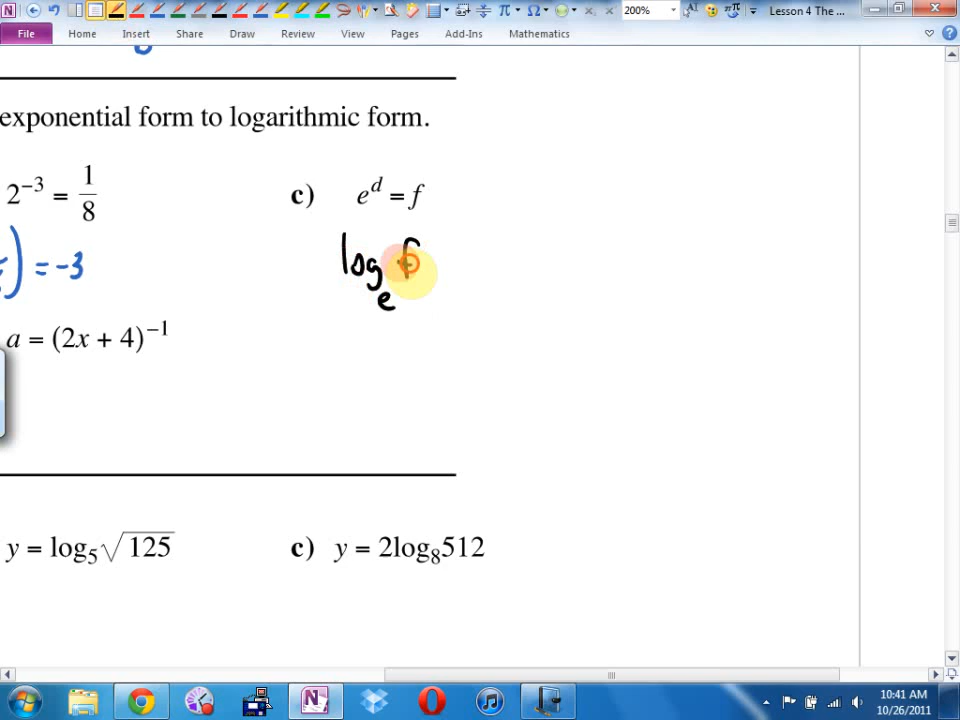 200% Lesson 4 The ...
File Home Insert Share Draw Review View Pages Add-Ins Mathematics
exponential form to logarithmic form.
2⁻³ = 1/8 c) eᵈ = f
) = -3 logₑ f
a = (2x + 4)⁻¹
y = log₅√125 c) y = 2log₈512
10:41 AM
10/26/2011